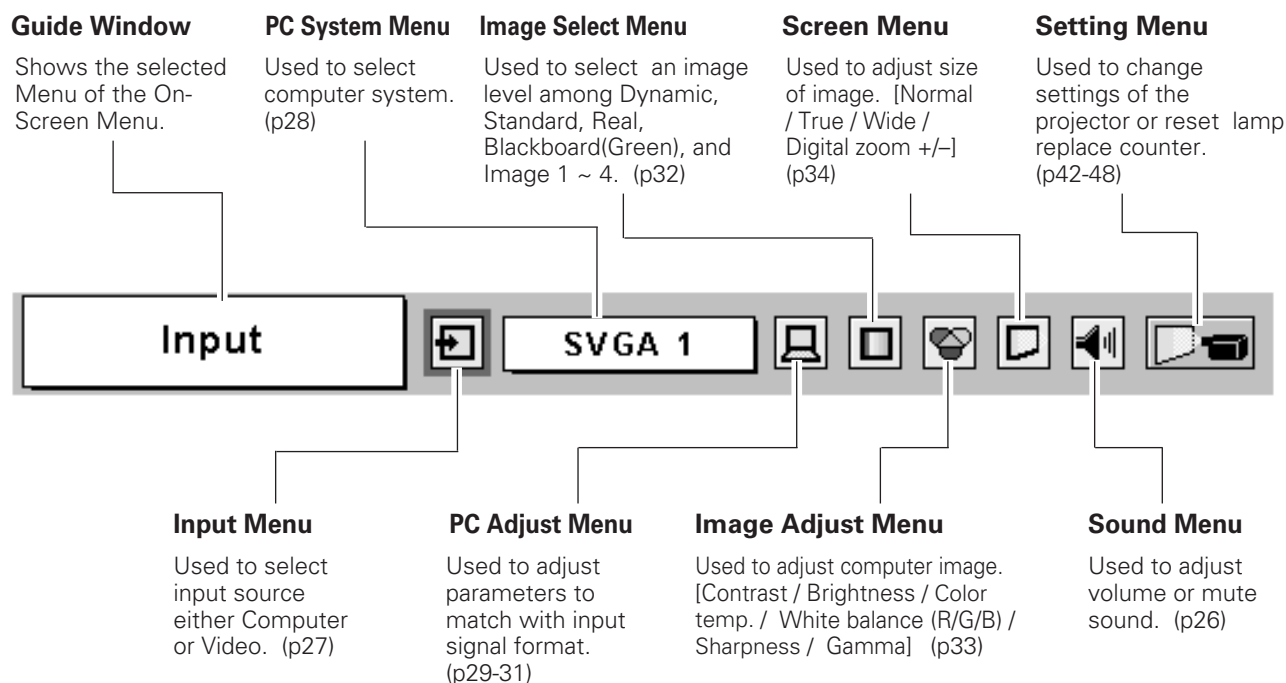 Guide Window
Shows the selected
Menu of the On-
Screen Menu.
PC System Menu
Used to select
computer system.
(p28)
Image Select Menu
Used to select an image
level among Dynamic,
Standard, Real,
Blackboard(Green), and
Image 1 ~ 4. (p32)
Screen Menu
Used to adjust size
of image. [Normal
/ True / Wide /
Digital zoom +/–]
(p34)
Setting Menu
Used to change
settings of the
projector or reset lamp
replace counter.
(p42-48)
Input
SVGA 1
Input Menu
Used to select
input source
either Computer
or Video. (p27)
PC Adjust Menu
Used to adjust
parameters to
match with input
signal format.
(p29-31)
Image Adjust Menu
Used to adjust computer image.
[Contrast / Brightness / Color
temp. / White balance (R/G/B) /
Sharpness / Gamma] (p33)
Sound Menu
Used to adjust
volume or mute
sound. (p26)